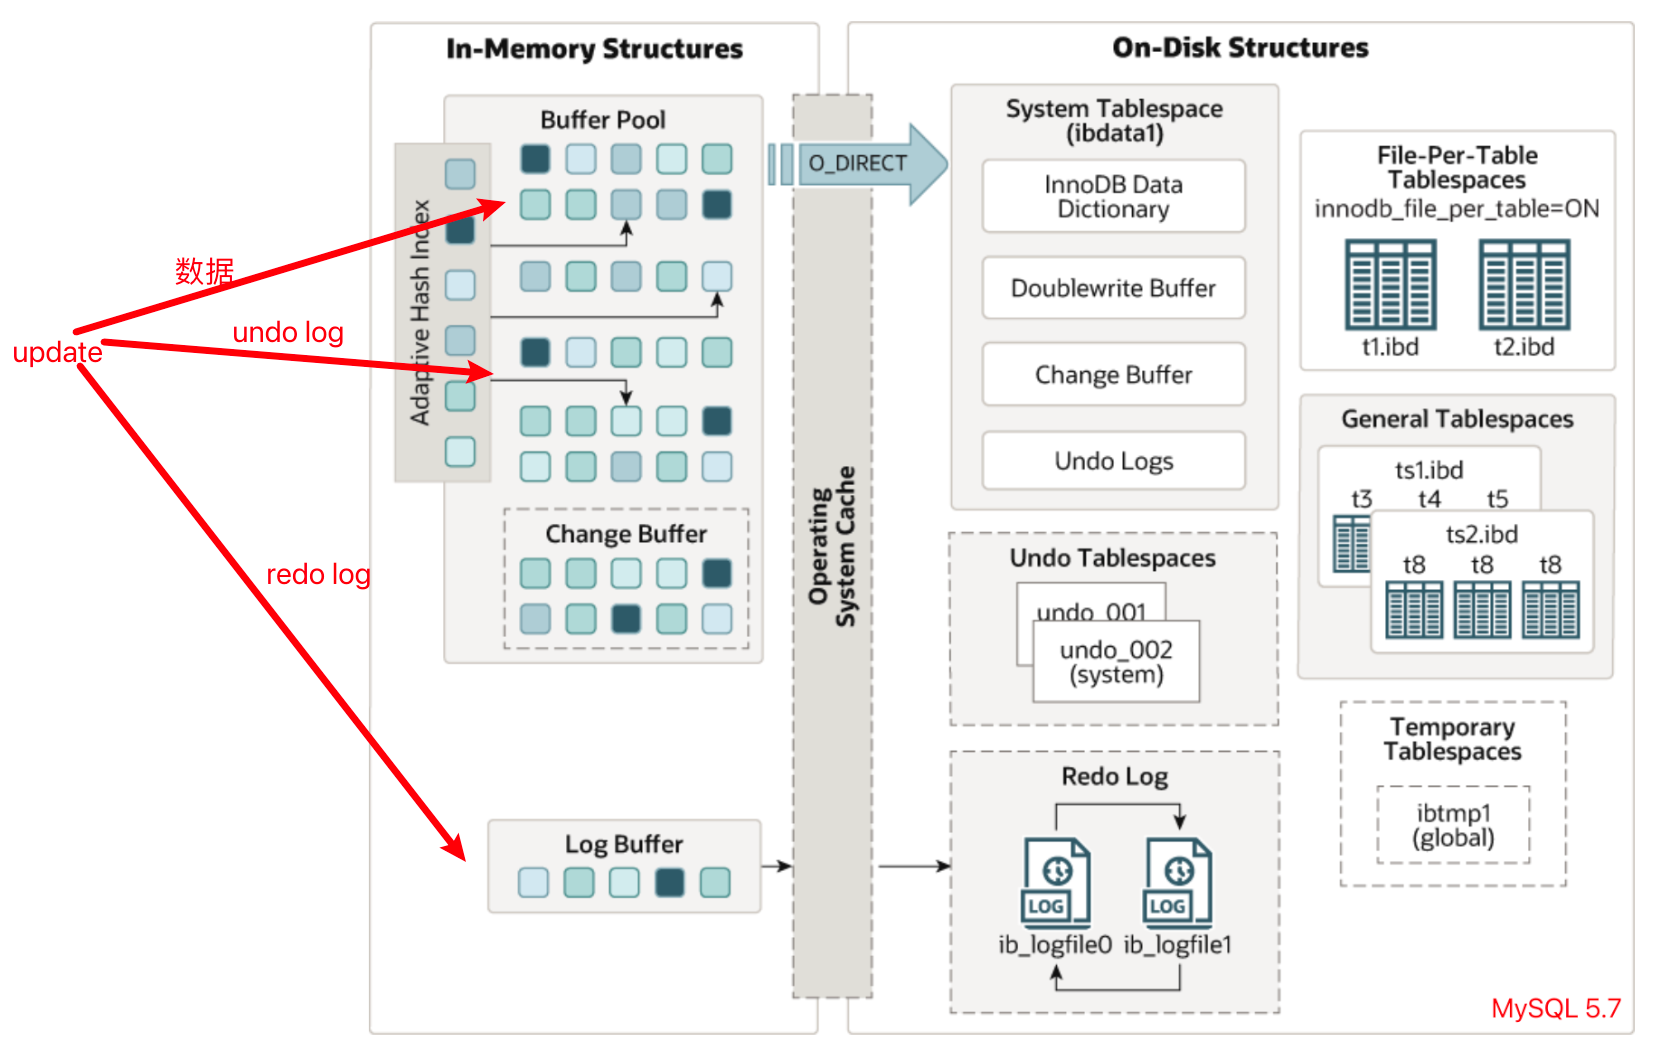 In-Memory Structures
On-Disk Structures
Buffer Pool
Adaptive Hash Index
数据
undo log
update
redo log
Change Buffer
Log Buffer
O_DIRECT
Operating
System Cache
System Tablespace
(ibdata1)
InnoDB Data
Dictionary
Doublewrite Buffer
Change Buffer
Undo Logs
Undo Tablespaces
undo_001
undo_002
(system)
Redo Log
LOG
LOG
ib_logfile0
ib_logfile1
File-Per-Table
Tablespaces
innodb_file_per_table=ON
t1.ibd
t2.ibd
General Tablespaces
ts1.ibd
t3 t4 t5
ts2.ibd
t8 t8 t8
Temporary
Tablespaces
ibtmp1
(global)
MySQL 5.7